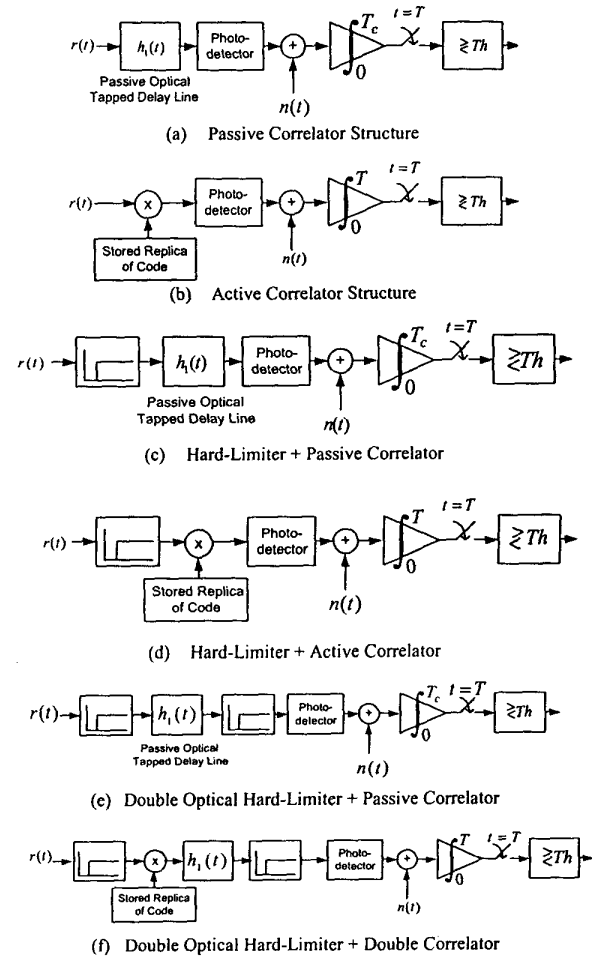 r(t) h₁(t) Photo-detector + ∫ T_c 0 t = T ≷ Th
Passive Optical Tapped Delay Line
n(t)
(a) Passive Correlator Structure
r(t) x Photo-detector + ∫ T 0 t = T ≷ Th
Stored Replica of Code
n(t)
(b) Active Correlator Structure
r(t) h₁(t) Photo-detector + ∫ T_c 0 t = T ≷ Th
Passive Optical Tapped Delay Line
n(t)
(c) Hard-Limiter + Passive Correlator
r(t) x Photo-detector + ∫ T 0 t = T ≷ Th
Stored Replica of Code
n(t)
(d) Hard-Limiter + Active Correlator
r(t) h₁(t) Photo-detector + ∫ T_c 0 t = T ≷ Th
Passive Optical Tapped Delay Line
n(t)
(e) Double Optical Hard-Limiter + Passive Correlator
r(t) x h₁(t) Photo-detector + ∫ T 0 t = T ≷ Th
Stored Replica of Code
n(t)
(f) Double Optical Hard-Limiter + Double Correlator